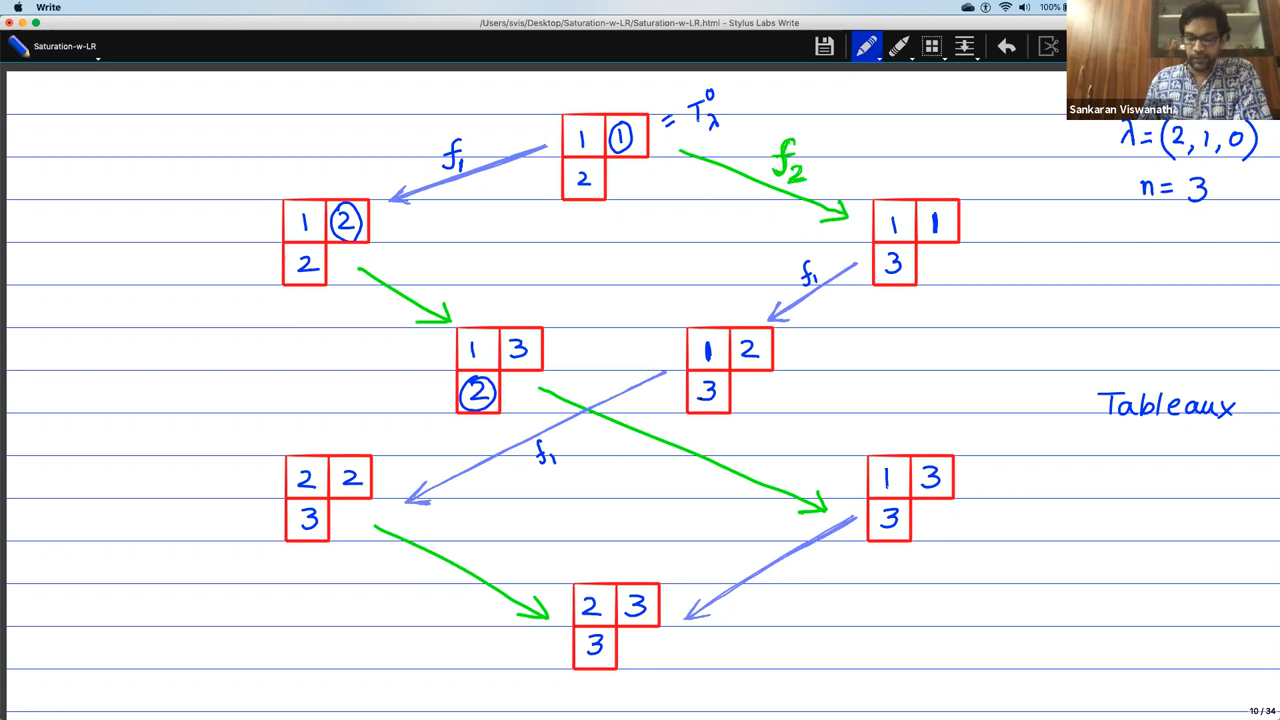 Write
100%
/Users/svis/Desktop/Saturation-w-LR/Saturation-w-LR.html - Stylus Labs Write
Saturation-w-LR
Sankaran Viswanath
λ = (2, 1, 0)
n = 3
1 1 = T⁰_λ
2
f₁
f₂
1 2
2
1 1
3
f₁
1 3
2
1 2
3
Tableaux
f₁
2 2
3
1 3
3
2 3
3
10 / 34